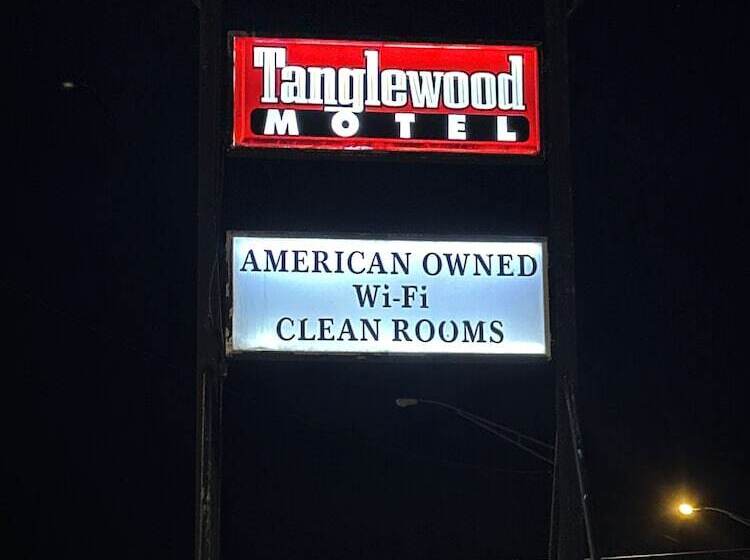 Tanglewood
MOTEL
AMERICAN OWNED
Wi-Fi
CLEAN ROOMS